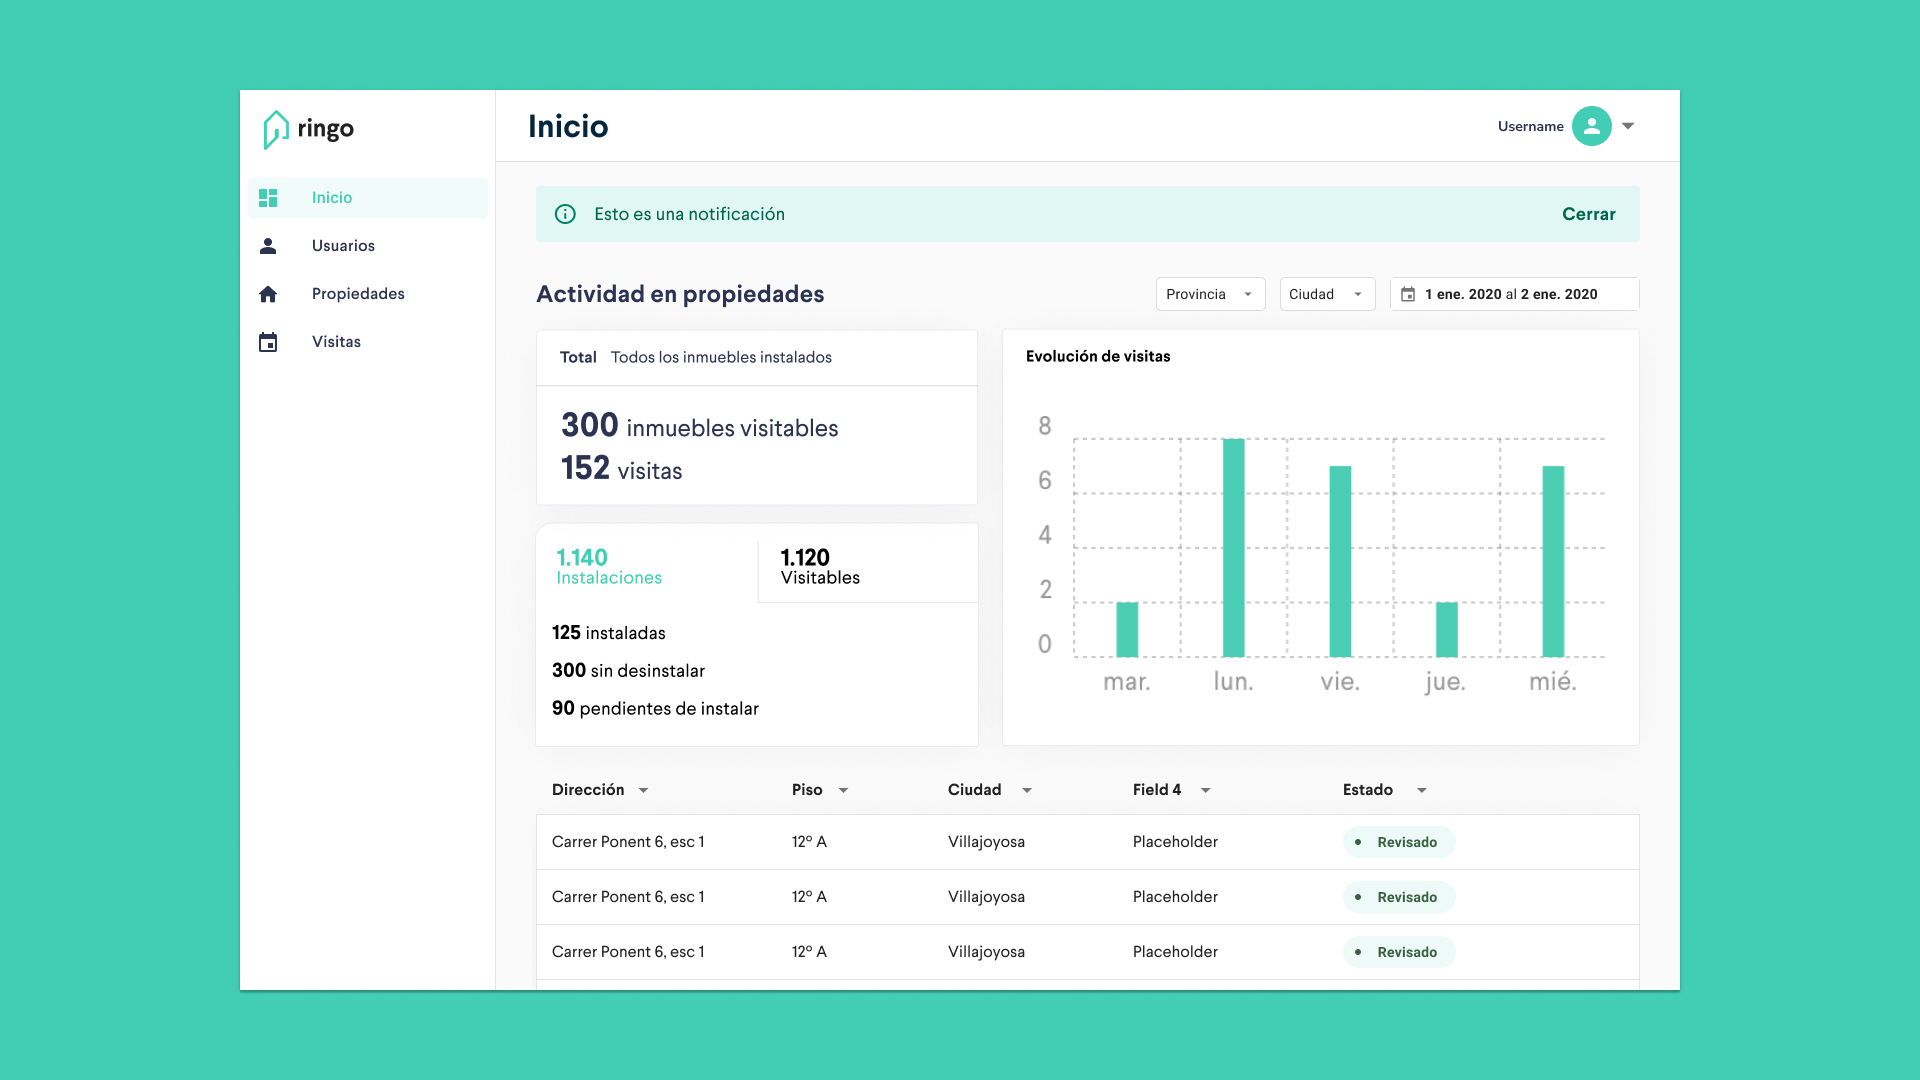 ringo
Inicio
Usuarios
Propiedades
Visitas
Inicio
Username
Esto es una notificación
Cerrar
Actividad en propiedades
Provincia
Ciudad
1 ene. 2020 al 2 ene. 2020
Total Todos los inmuebles instalados
300 inmuebles visitables
152 visitas
1.140
Instalaciones
1.120
Visitables
125 instaladas
300 sin desinstalar
90 pendientes de instalar
Evolución de visitas
8
6
4
2
0
mar. lun. vie. jue. mié.
Dirección Piso Ciudad Field 4 Estado
Carrer Ponent 6, esc 1 12º A Villajoyosa Placeholder Revisado
Carrer Ponent 6, esc 1 12º A Villajoyosa Placeholder Revisado
Carrer Ponent 6, esc 1 12º A Villajoyosa Placeholder Revisado